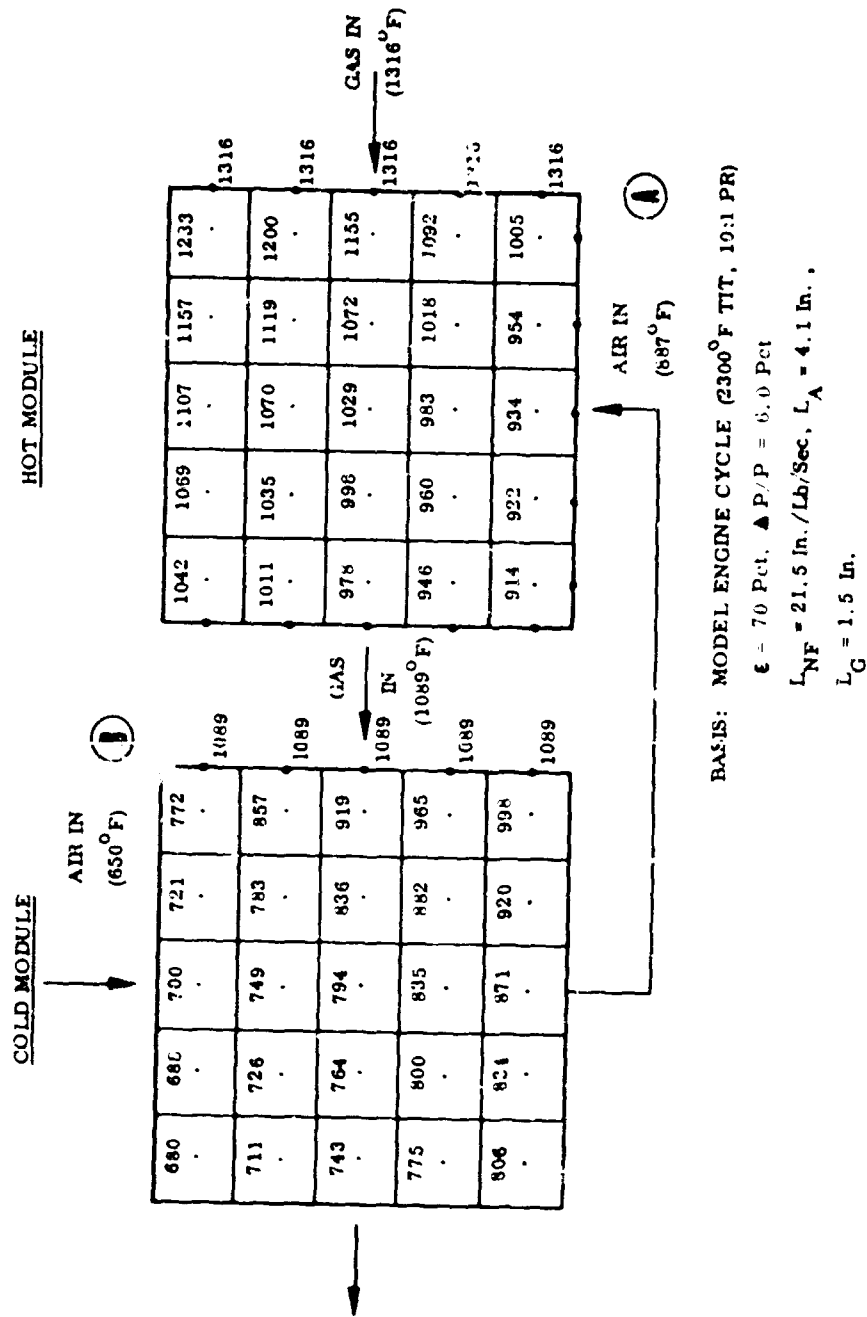 COLD MODULE
HOT MODULE
AIR IN
(650°F)
B
680 700 721 772
711 726 749 783 857
743 764 794 836 919
775 800 835 882 965
806 871 920 998
1089
1089
1089
1089
1089
GAS
IN
(1089°F)
1042 1069 1107 1157 1233
1011 1035 1070 1119 1200
978 998 1029 1072 1155
946 960 983 1018 1092
914 922 934 954 1005
1316
1316
1316
1316
GAS IN
(1316°F)
AIR IN
(887°F)
A
BASIS: MODEL ENGINE CYCLE (2300°F TIT, 10:1 PR)
ε = 70 Pct, ▲P/P = 6.0 Pct
L_NF = 21.5 In./Lb/Sec, L_A = 4.1 In.,
L_G = 1.5 In.